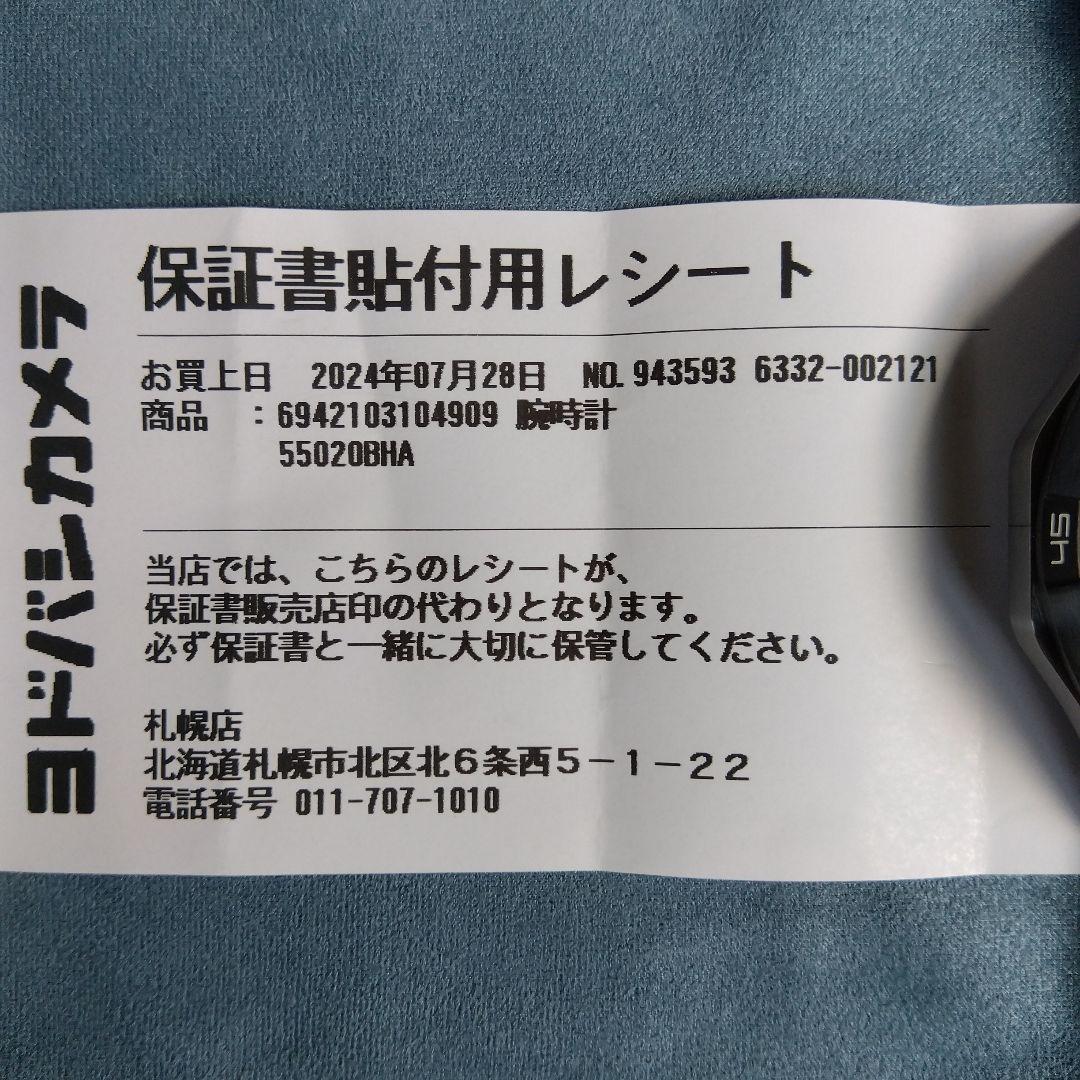 ヨドバシカメラ
保証書貼付用レシート
お買上日 2024年07月28日 NO. 943593 6332-002121
商品 : 6942103104909 腕時計
55020BHA
当店では、こちらのレシートが、
保証書販売店印の代わりとなります。
必ず保証書と一緒に大切に保管してください。
札幌店
北海道札幌市北区北6条西5-1-22
電話番号 011-707-1010
45